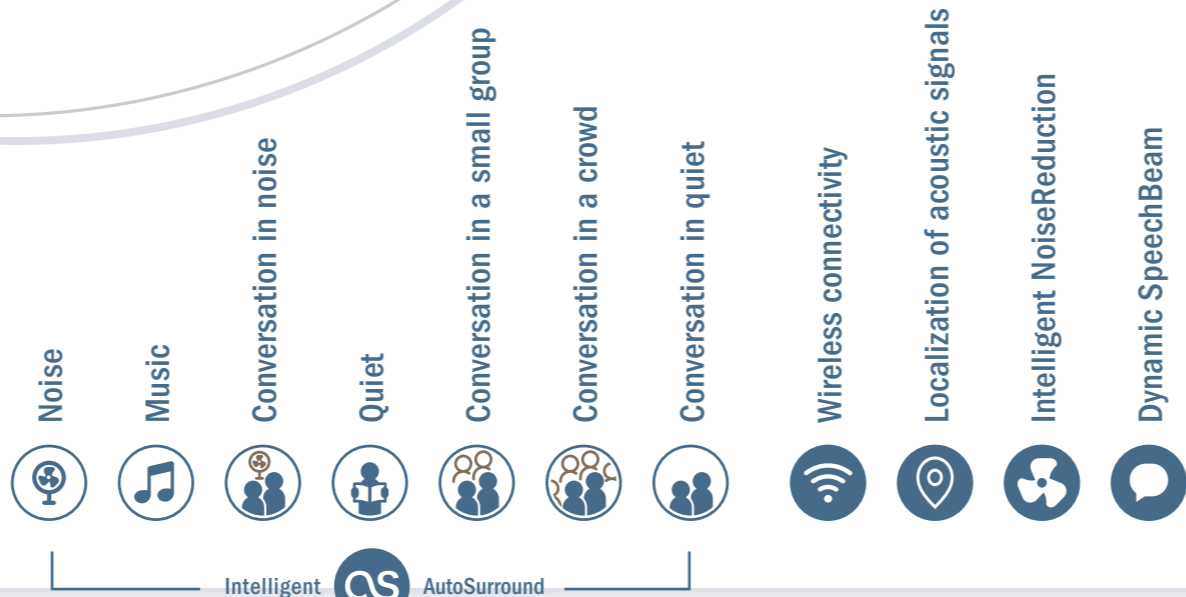 Noise
Music
Conversation in noise
Quiet
Conversation in a small group
Conversation in a crowd
Conversation in quiet
Wireless connectivity
Localization of acoustic signals
Intelligent NoiseReduction
Dynamic SpeechBeam
Intelligent as AutoSurround